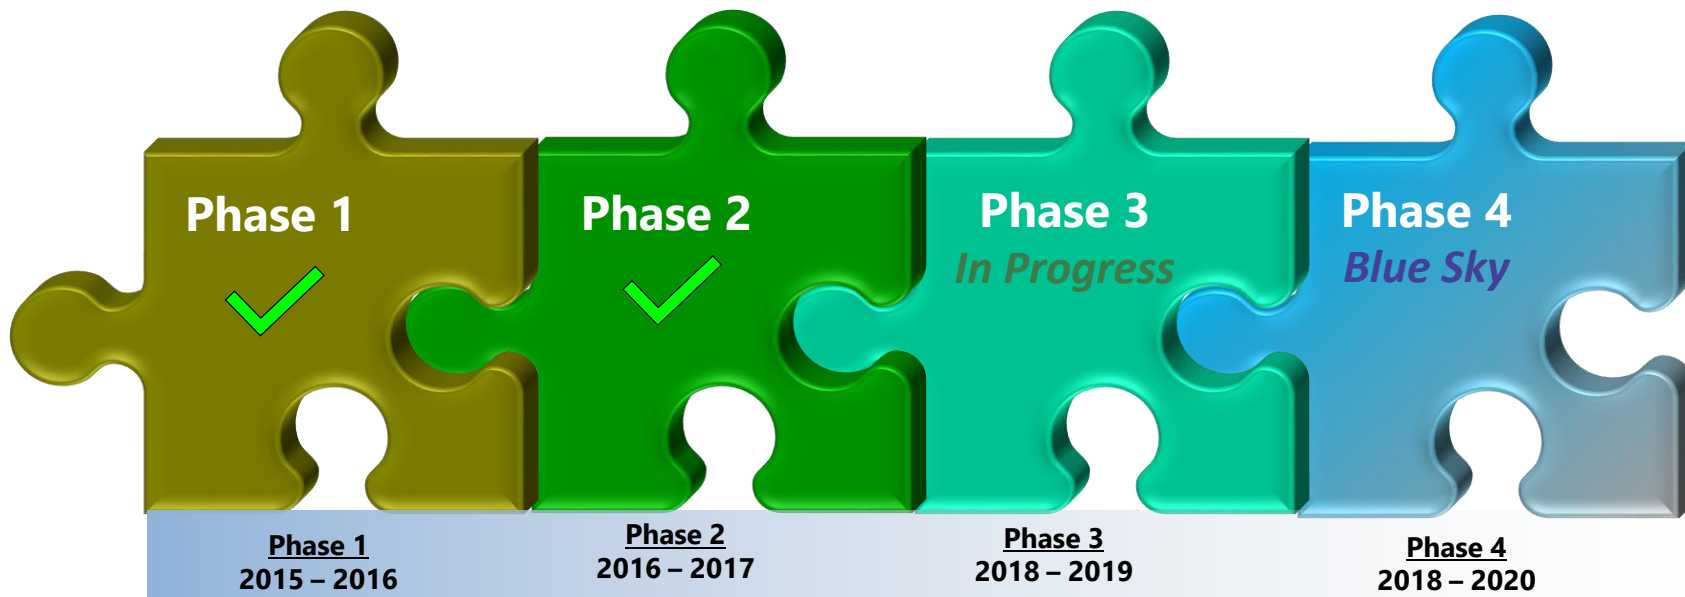 Phase 1
Phase 2
Phase 3
In Progress
Phase 4
Blue Sky
Phase 1
2015 – 2016
Phase 2
2016 – 2017
Phase 3
2018 – 2019
Phase 4
2018 – 2020